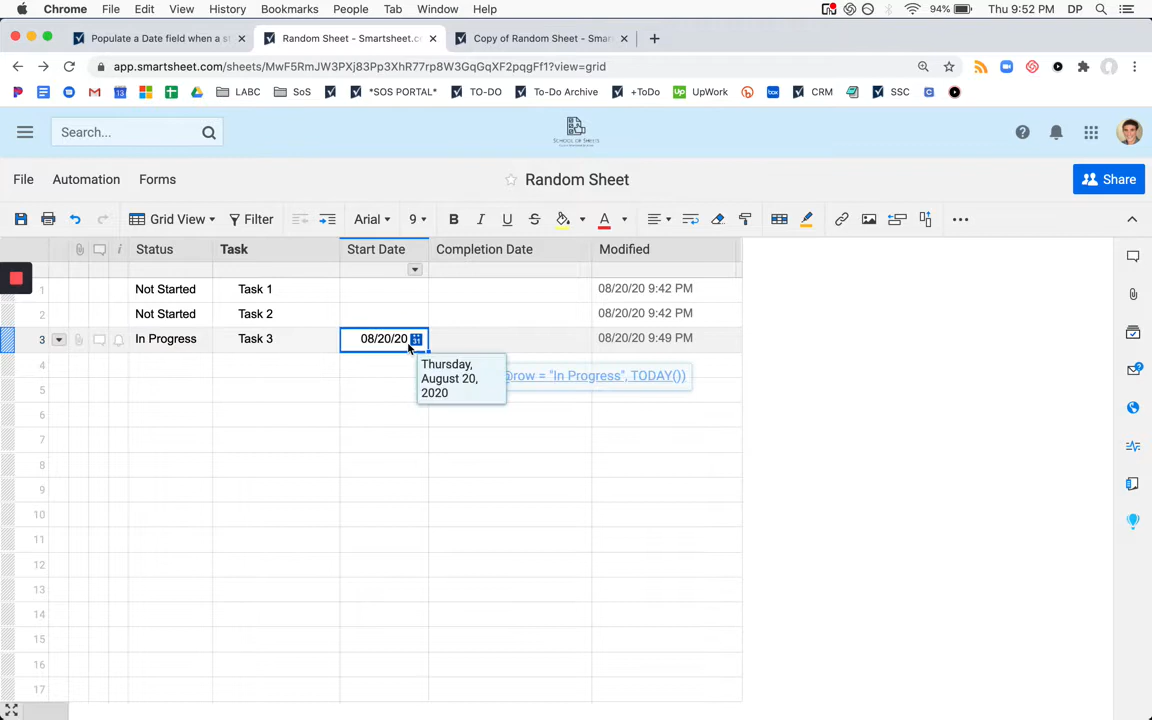 Chrome File Edit View History Bookmarks People Tab Window Help 94% Thu 9:52 PM DP
Populate a Date field when a st Random Sheet - Smartsheet.c Copy of Random Sheet - Smar
app.smartsheet.com/sheets/MwF5RmJW3PXj83Pp3XhR77rp8W3GqGqXF2pqgFf1?view=grid
LABC SoS *SOS PORTAL* TO-DO To-Do Archive +ToDo UpWork CRM SSC
Search...
SCHOOL OF SHEETS
File Automation Forms Random Sheet Share
Grid View Filter Arial 9 B I U S A
Status Task Start Date Completion Date Modified
1 Not Started Task 1 08/20/20 9:42 PM
2 Not Started Task 2 08/20/20 9:42 PM
3 In Progress Task 3 08/20/20 31 08/20/20 9:49 PM
4
Thursday,
August 20,
2020
@row = "In Progress", TODAY())
5
6
7
8
9
10
11
12
13
14
15
16
17